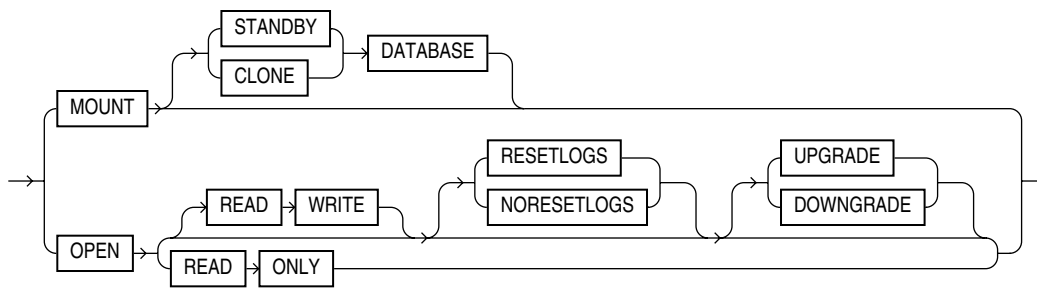 STANDBY
DATABASE
CLONE
MOUNT
RESETLOGS
UPGRADE
READ WRITE
NORESETLOGS
DOWNGRADE
OPEN
READ ONLY